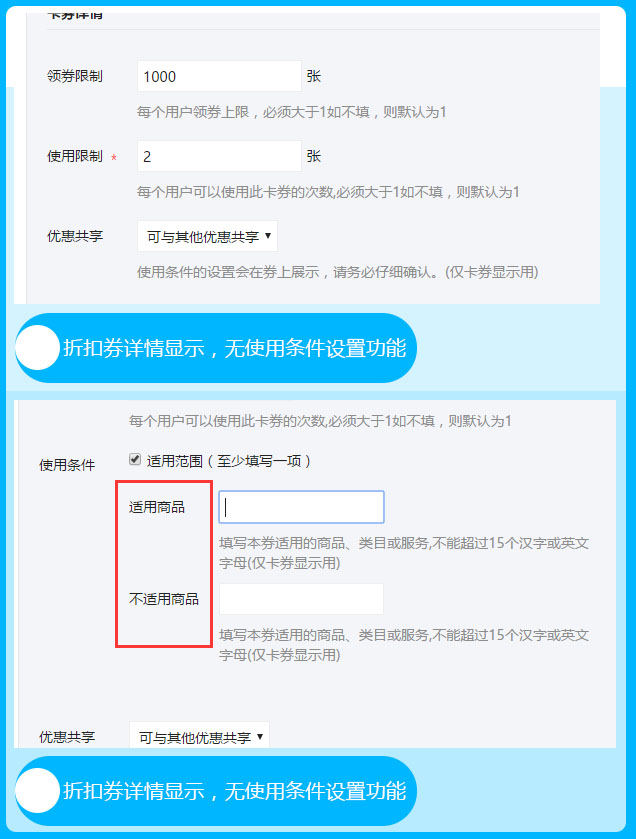 卡券详情
领券限制 1000 张
每个用户领券上限，必须大于1如不填，则默认为1
使用限制 * 2 张
每个用户可以使用此卡券的次数,必须大于1如不填，则默认为1
优惠共享 可与其他优惠共享
使用条件的设置会在券上展示，请务必仔细确认。(仅卡券显示用)
折扣券详情显示，无使用条件设置功能
每个用户可以使用此卡券的次数,必须大于1如不填，则默认为1
使用条件 适用范围（至少填写一项）
适用商品
填写本券适用的商品、类目或服务,不能超过15个汉字或英文
字母(仅卡券显示用)
不适用商品
填写本券适用的商品、类目或服务,不能超过15个汉字或英文
字母(仅卡券显示用)
优惠共享 可与其他优惠共享
折扣券详情显示，无使用条件设置功能